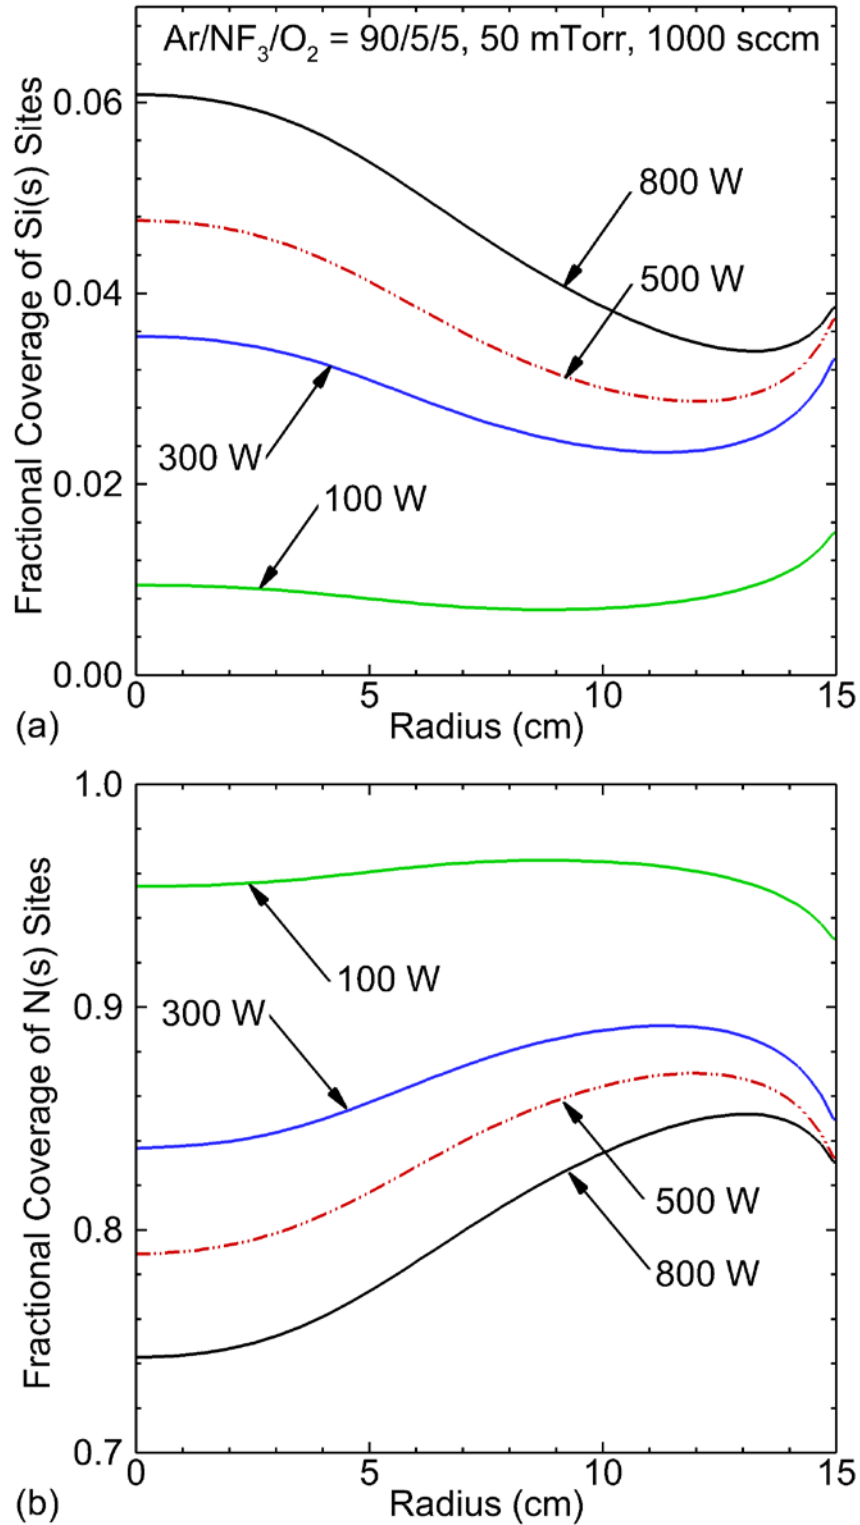 Ar/NF₃/O₂ = 90/5/5, 50 mTorr, 1000 sccm
Fractional Coverage of Si(s) Sites
0.06
0.04
0.02
0.00
800 W
500 W
300 W
100 W
0 5 10 15
(a)
Radius (cm)
Fractional Coverage of N(s) Sites
1.0
0.9
0.8
0.7
100 W
300 W
500 W
800 W
0 5 10 15
(b)
Radius (cm)